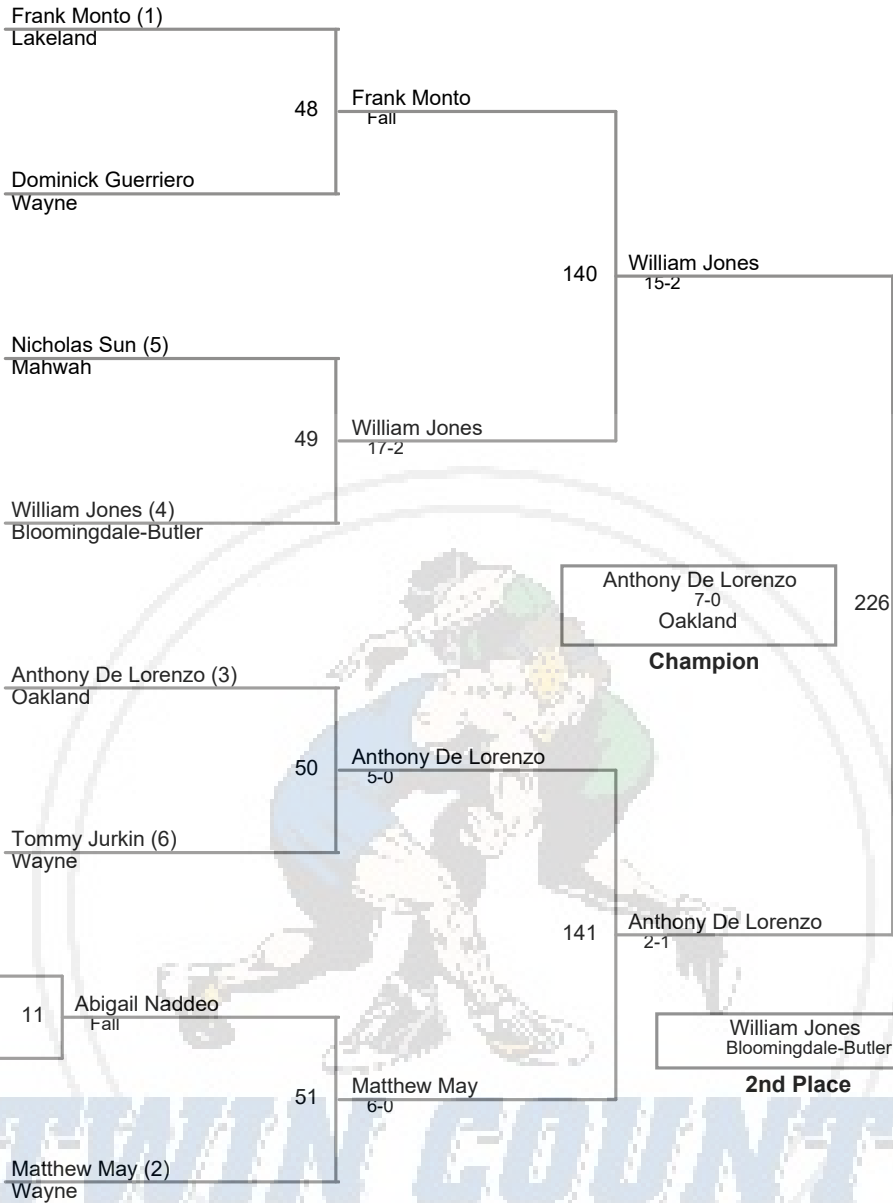 Frank Monto (1)
Lakeland
48
Frank Monto
Fall
Dominick Guerriero
Wayne
140
William Jones
15-2
Nicholas Sun (5)
Mahwah
49
William Jones
17-2
William Jones (4)
Bloomingdale-Butler
Anthony De Lorenzo
7-0
Oakland
226
Champion
Anthony De Lorenzo (3)
Oakland
50
Anthony De Lorenzo
5-0
Tommy Jurkin (6)
Wayne
141
Anthony De Lorenzo
2-1
11
Abigail Naddeo
Fall
William Jones
Bloomingdale-Butler
2nd Place
51
Matthew May
6-0
Matthew May (2)
Wayne
TWIN COUNT